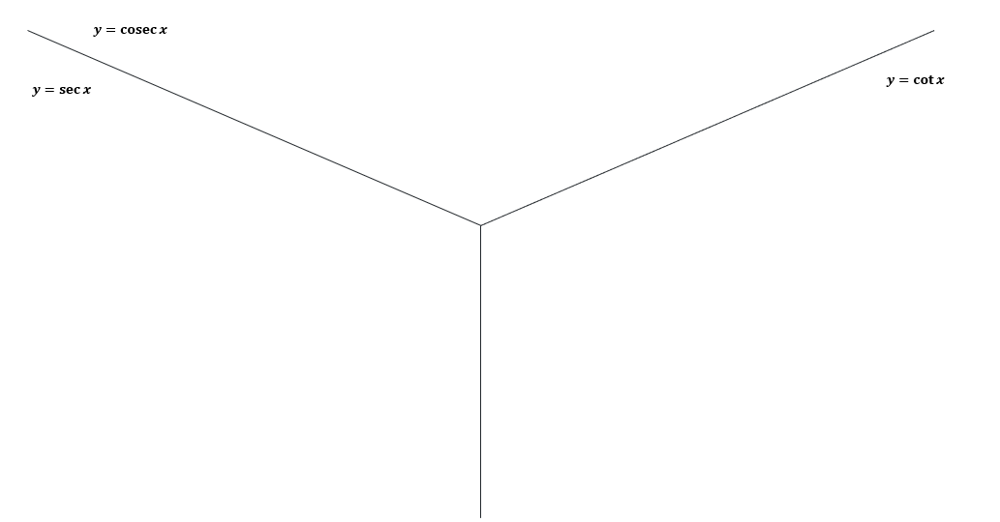 y = cosec x
y = sec x
y = cot x